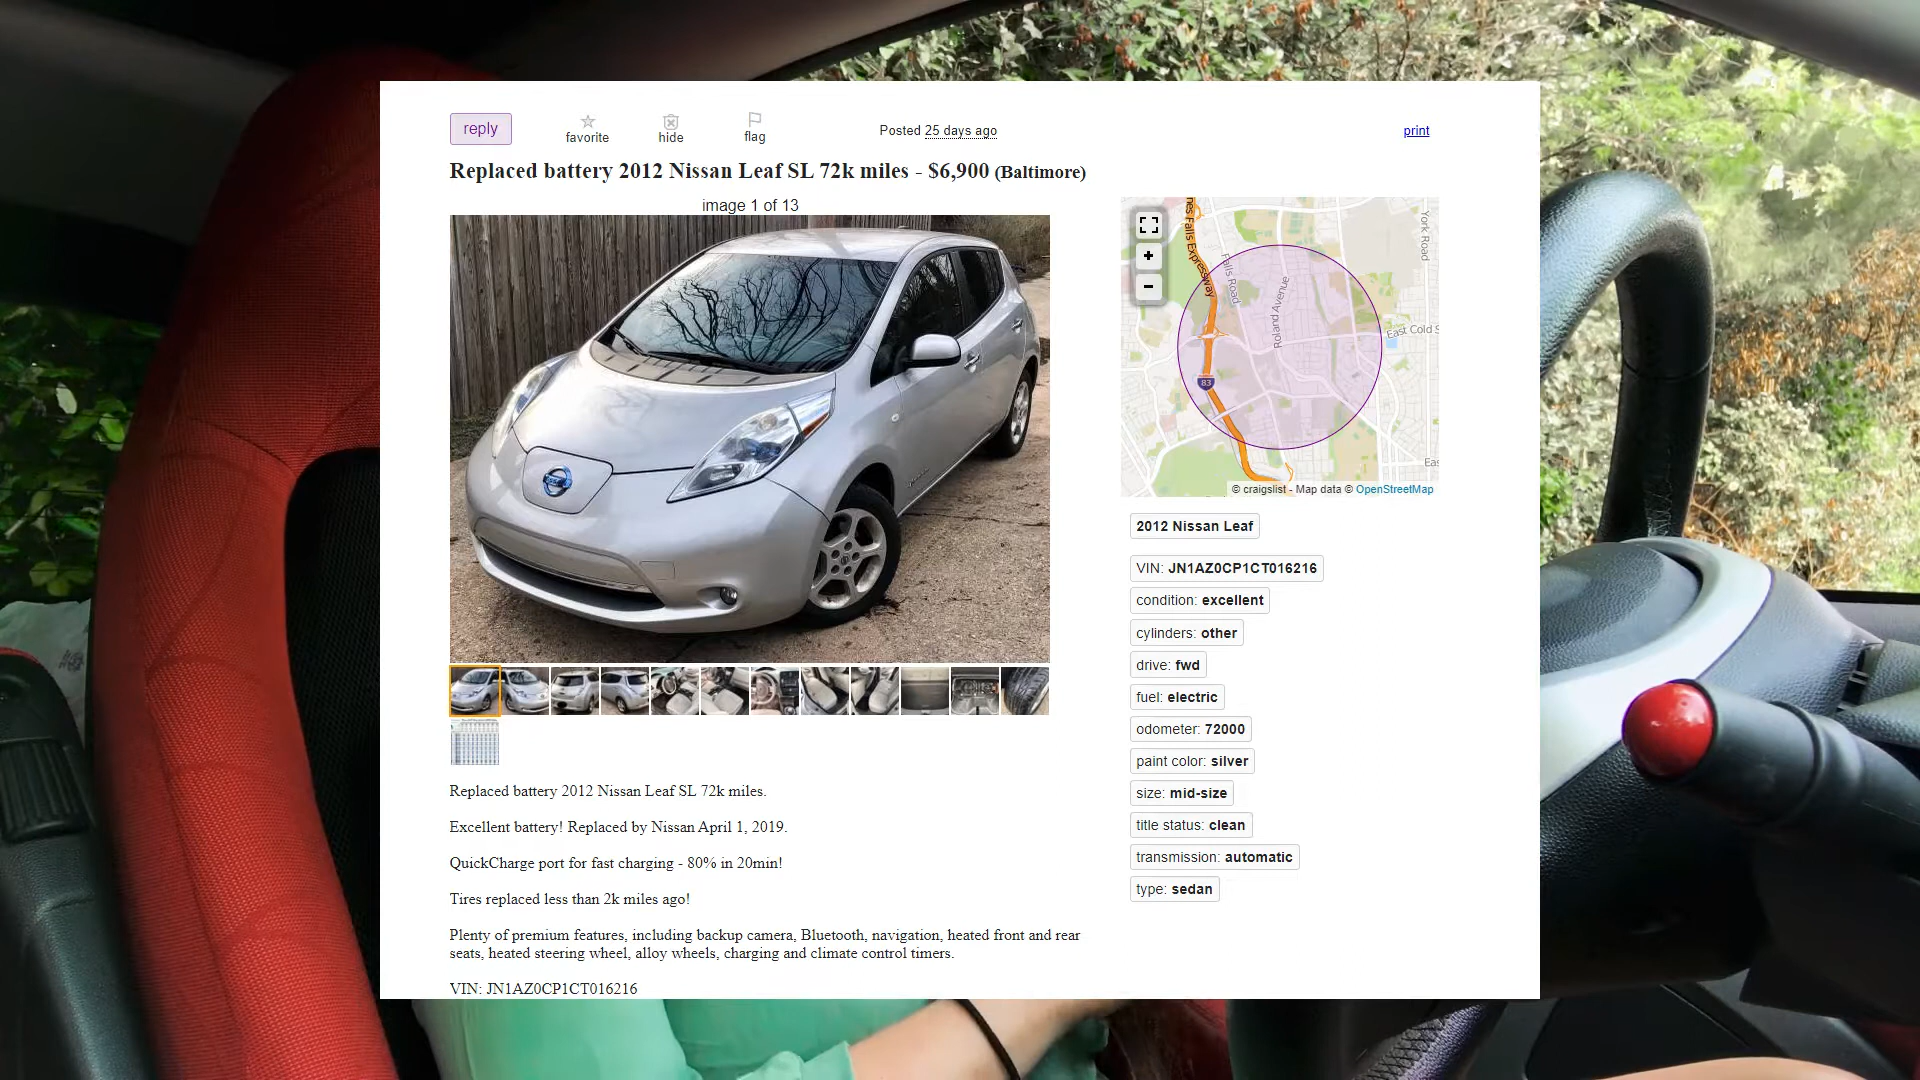 reply
favorite
hide
flag
Posted 25 days ago
print
Replaced battery 2012 Nissan Leaf SL 72k miles - $6,900 (Baltimore)
image 1 of 13
nes Falls Expressway
Falls Road
Roland Avenue
York Road
East Cold S
83
Eas
+
−
© craigslist - Map data © OpenStreetMap
2012 Nissan Leaf
VIN: JN1AZ0CP1CT016216
condition: excellent
cylinders: other
drive: fwd
fuel: electric
odometer: 72000
paint color: silver
size: mid-size
title status: clean
transmission: automatic
type: sedan
Replaced battery 2012 Nissan Leaf SL 72k miles.
Excellent battery! Replaced by Nissan April 1, 2019.
QuickCharge port for fast charging - 80% in 20min!
Tires replaced less than 2k miles ago!
Plenty of premium features, including backup camera, Bluetooth, navigation, heated front and rear
seats, heated steering wheel, alloy wheels, charging and climate control timers.
VIN: JN1AZ0CP1CT016216